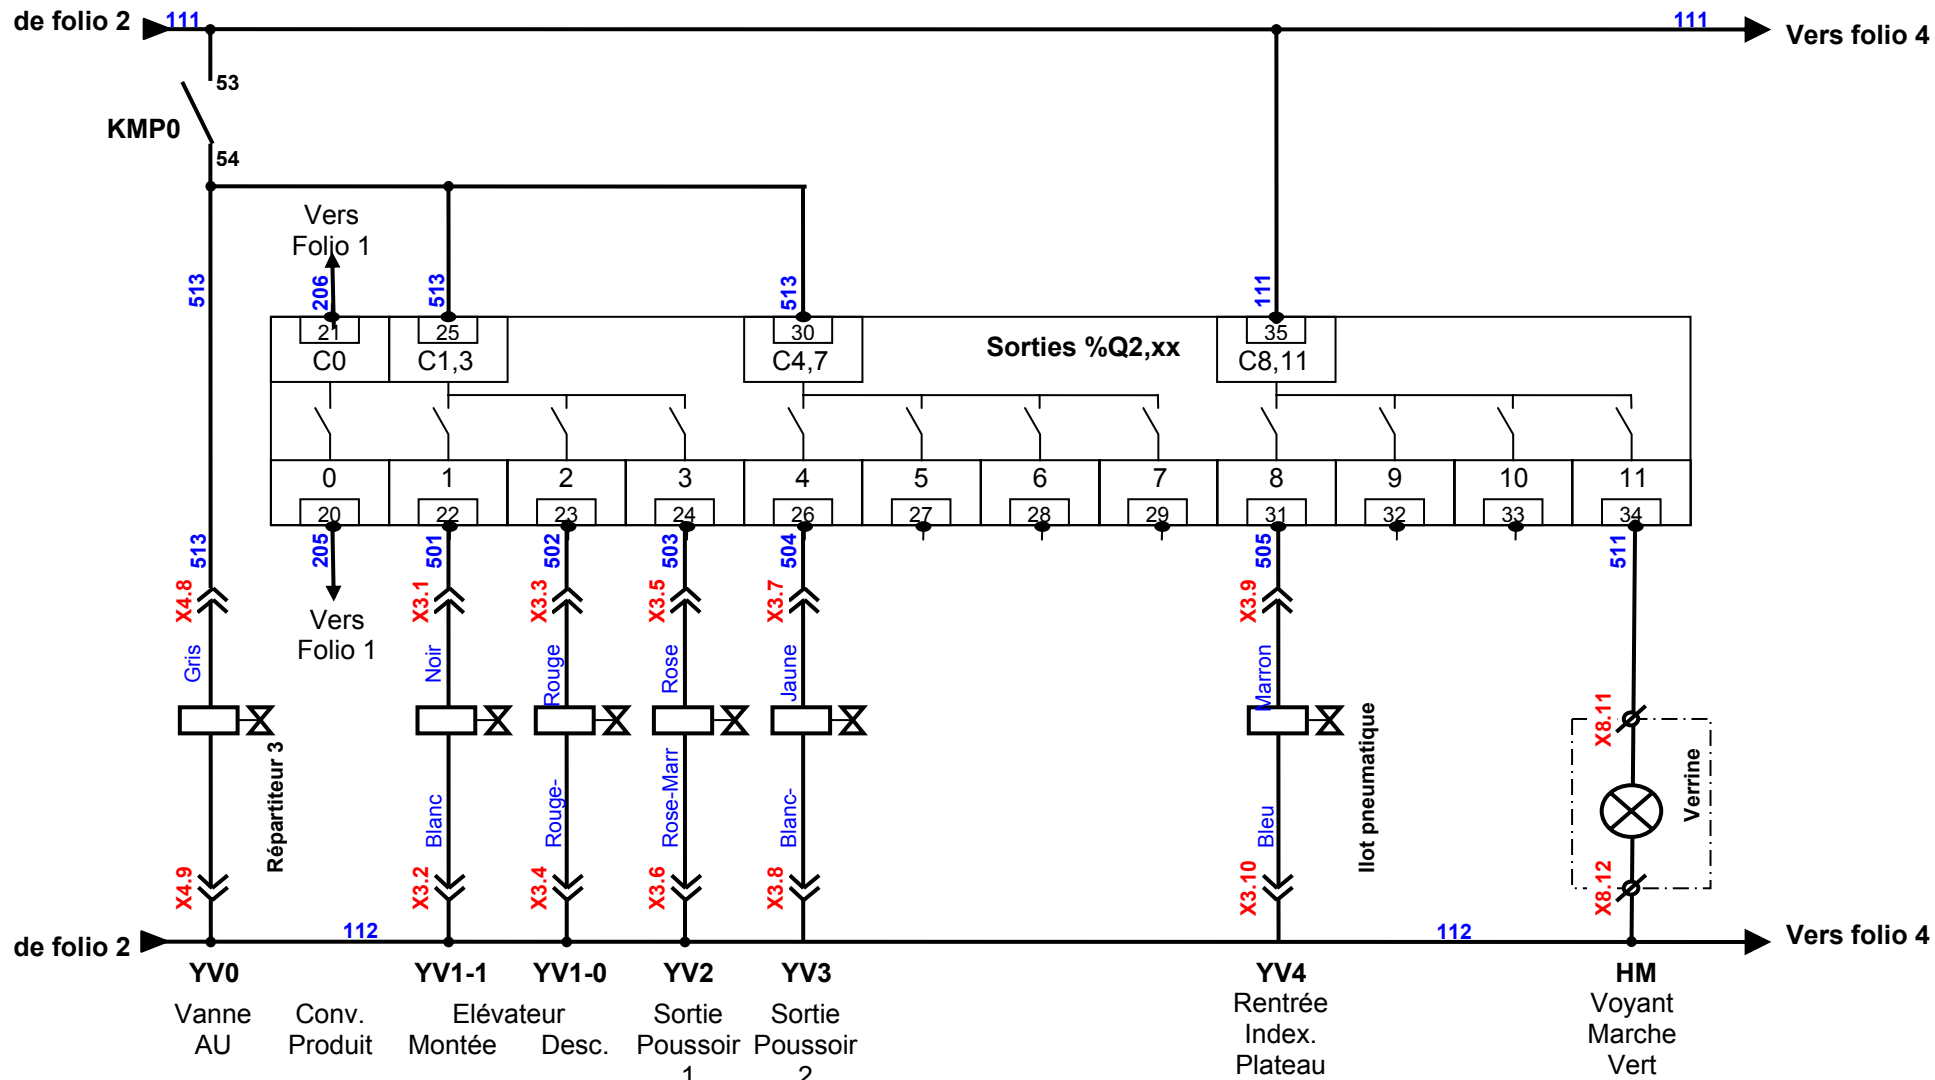 de folio 2
111
111
Vers folio 4
53
KMP0
54
Vers
Folio 1
513
206
513
513
111
21
25
30
35
C0
C1,3
C4,7
Sorties %Q2,xx
C8,11
0
1
2
3
4
5
6
7
8
9
10
11
20
22
23
24
26
27
28
29
31
32
33
34
513
205
501
502
503
504
505
511
X4.8
X3.1
X3.3
X3.5
X3.7
X3.9
Vers
Folio 1
Gris
Noir
Rouge
Rose
Jaune
Marron
X8.11
Répartiteur 3
Ilot pneumatique
Verrine
Blanc
Rouge-
Rose-Marr
Blanc-
Bleu
X4.9
X3.2
X3.4
X3.6
X3.8
X3.10
X8.12
de folio 2
112
112
Vers folio 4
YV0
YV1-1
YV1-0
YV2
YV3
YV4
HM
Vanne
AU
Conv.
Produit
Elévateur
Montée
Desc.
Sortie
Poussoir
1
Sortie
Poussoir
2
Rentrée
Index.
Plateau
Voyant
Marche
Vert